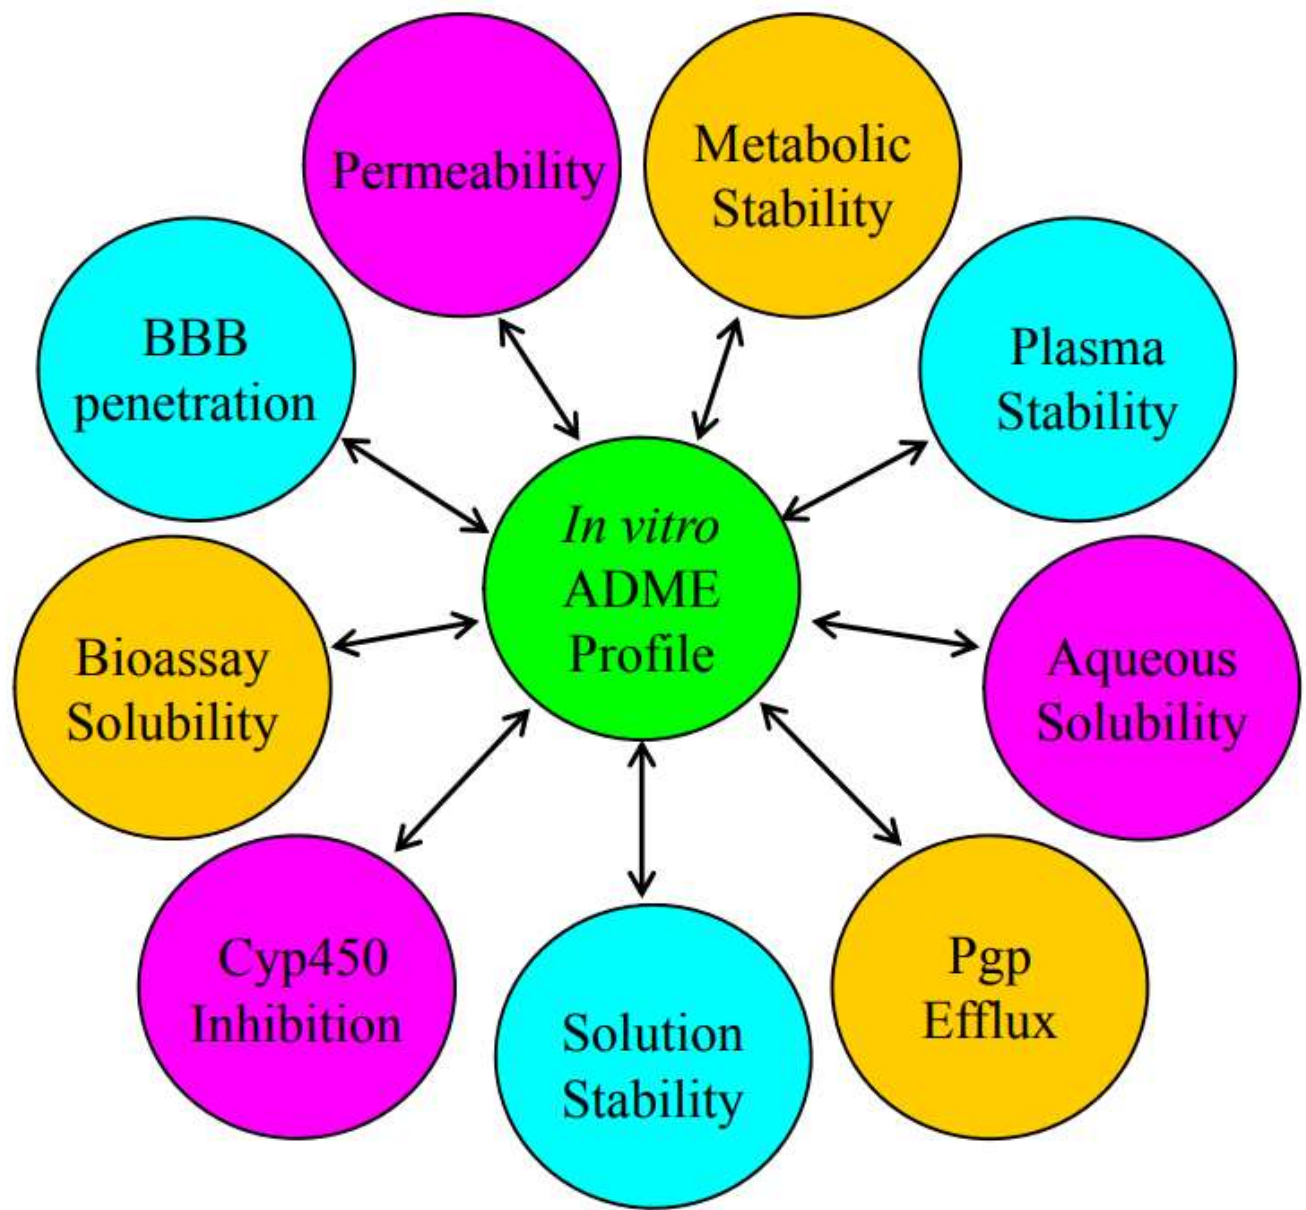 Permeability
Metabolic
Stability
BBB
penetration
Plasma
Stability
In vitro
ADME
Profile
Bioassay
Solubility
Aqueous
Solubility
Cyp450
Inhibition
Pgp
Efflux
Solution
Stability